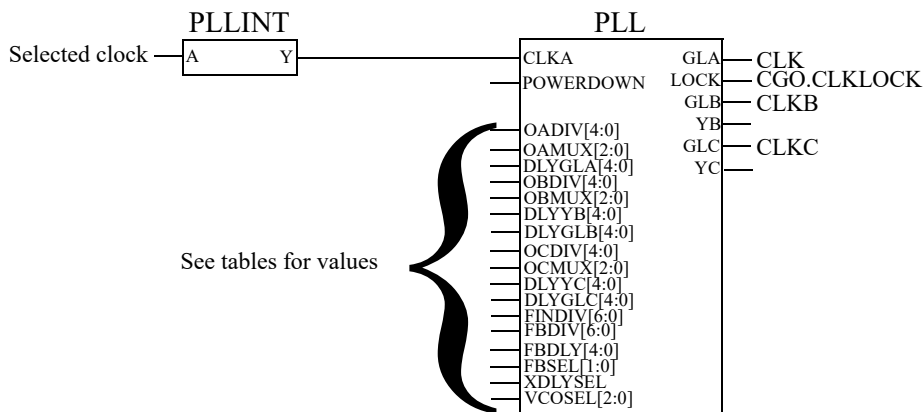 PLLINT
PLL
Selected clock
A
Y
CLKA
GLA
CLK
POWERDOWN
LOCK
CGO.CLKLOCK
GLB
CLKB
YB
GLC
CLKC
YC
OADIV[4:0]
OAMUX[2:0]
DLYGLA[4:0]
OBDIV[4:0]
OBMUX[2:0]
DLYYB[4:0]
DLYGLB[4:0]
OCDIV[4:0]
OCMUX[2:0]
DLYYC[4:0]
DLYGLC[4:0]
FINDIV[6:0]
FBDIV[6:0]
FBDLY[4:0]
FBSEL[1:0]
XDLYSEL
VCOSEL[2:0]
See tables for values